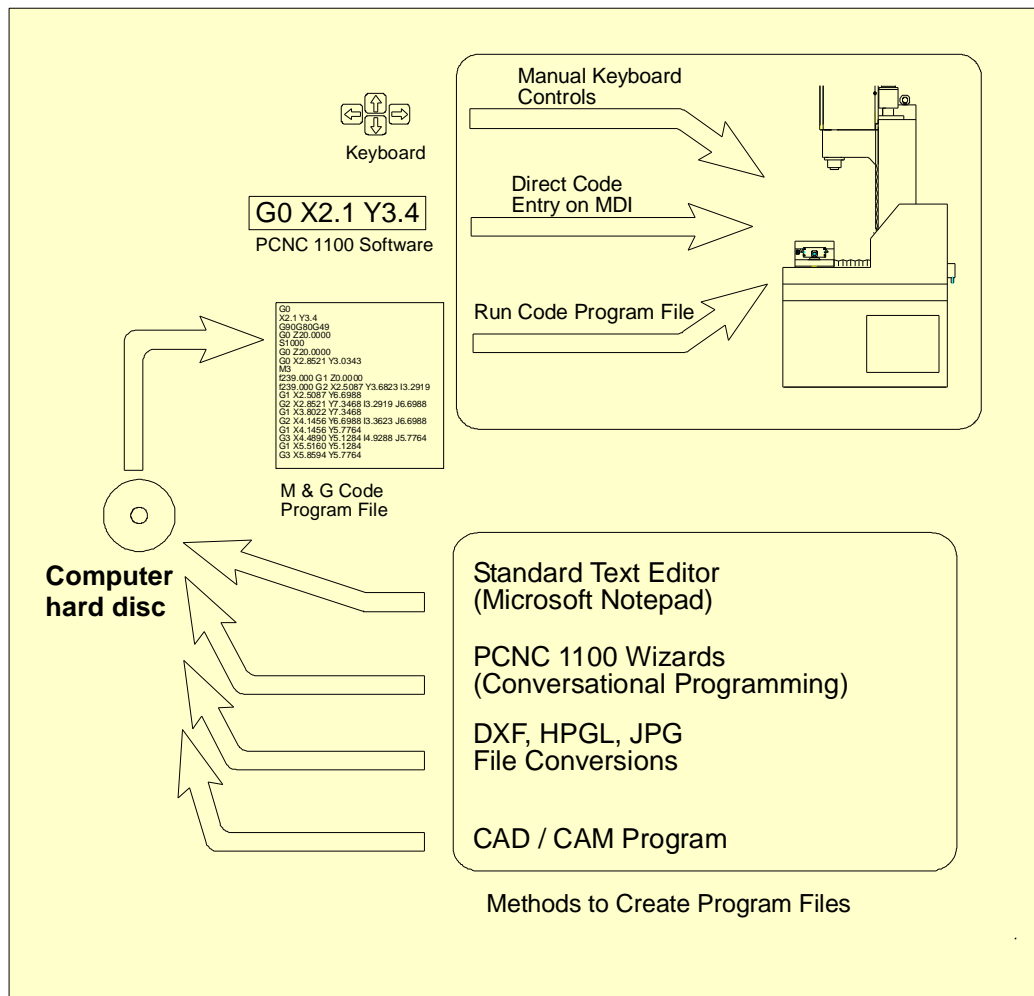 Manual Keyboard
Controls
Keyboard
Direct Code
Entry on MDI
G0 X2.1 Y3.4
PCNC 1100 Software
Run Code Program File
G0
X2.1 Y3.4
G90G80G49
G0 Z20.0000
S1000
G0 Z20.0000
G0 X2.8521 Y3.0343
M3
f239.000 G1 Z0.0000
f239.000 G2 X2.5087 Y3.6823 I3.2919
G1 X2.5087 Y6.6988
G2 X2.8521 Y7.3468 I3.2919 J6.6988
G1 X3.8022 Y7.3468
G2 X4.1456 Y6.6988 I3.3623 J6.6988
G1 X4.1456 Y5.7764
G3 X4.4890 Y5.1284 I4.9288 J5.7764
G1 X5.5160 Y5.1284
G3 X5.8594 Y5.7764
M & G Code
Program File
Computer
hard disc
Standard Text Editor
(Microsoft Notepad)
PCNC 1100 Wizards
(Conversational Programming)
DXF, HPGL, JPG
File Conversions
CAD / CAM Program
Methods to Create Program Files